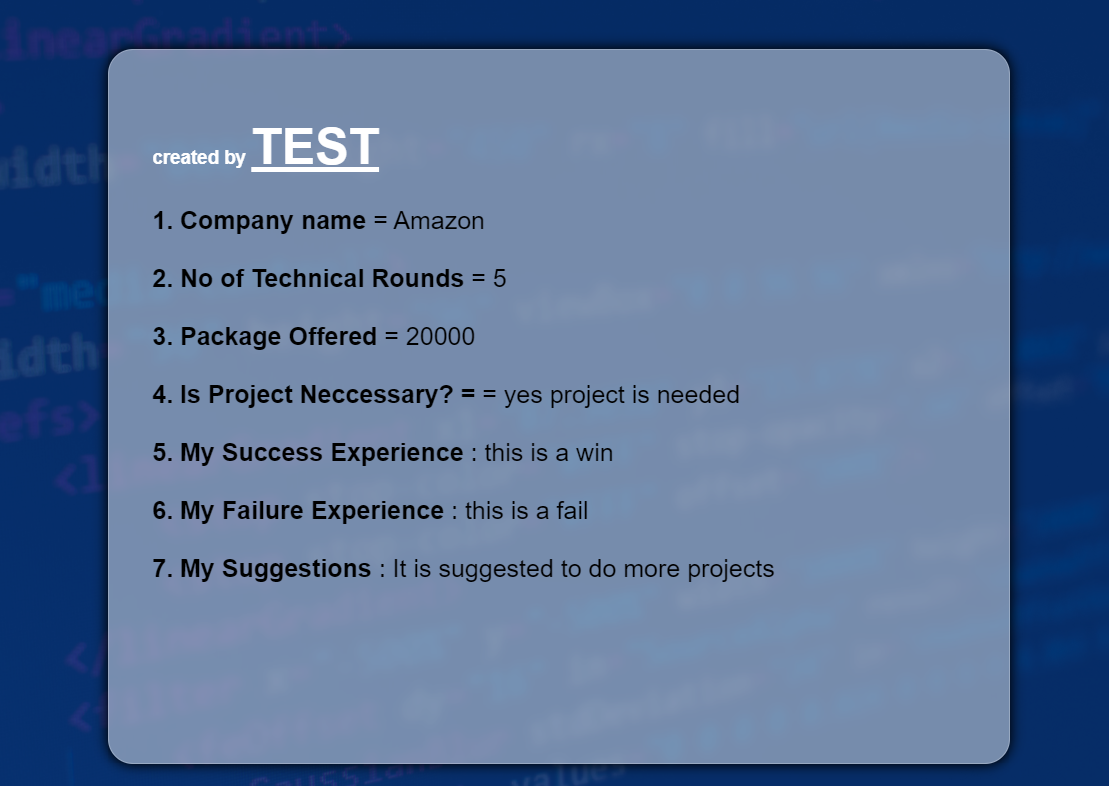 inearGradient>
created by TEST
1. Company name = Amazon
2. No of Technical Rounds = 5
3. Package Offered = 20000
4. Is Project Neccessary? = = yes project is needed
5. My Success Experience : this is a win
6. My Failure Experience : this is a fail
7. My Suggestions : It is suggested to do more projects